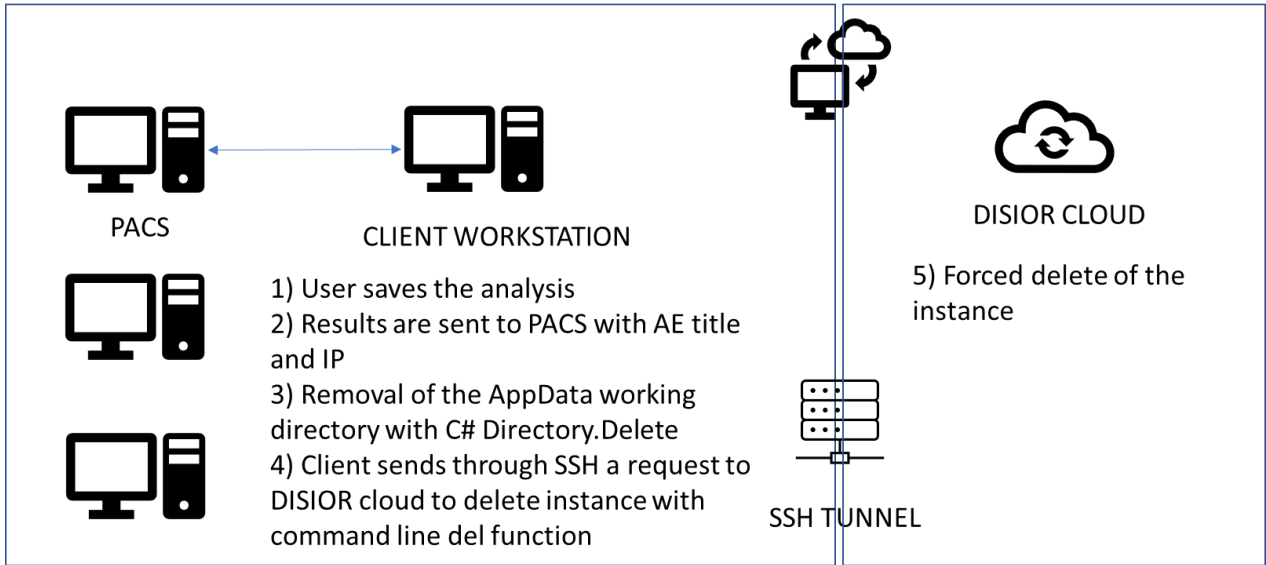 PACS
CLIENT WORKSTATION
1) User saves the analysis
2) Results are sent to PACS with AE title
and IP
3) Removal of the AppData working
directory with C# Directory.Delete
4) Client sends through SSH a request to
DISIOR cloud to delete instance with
command line del function
SSH TUNNEL
DISIOR CLOUD
5) Forced delete of the
instance